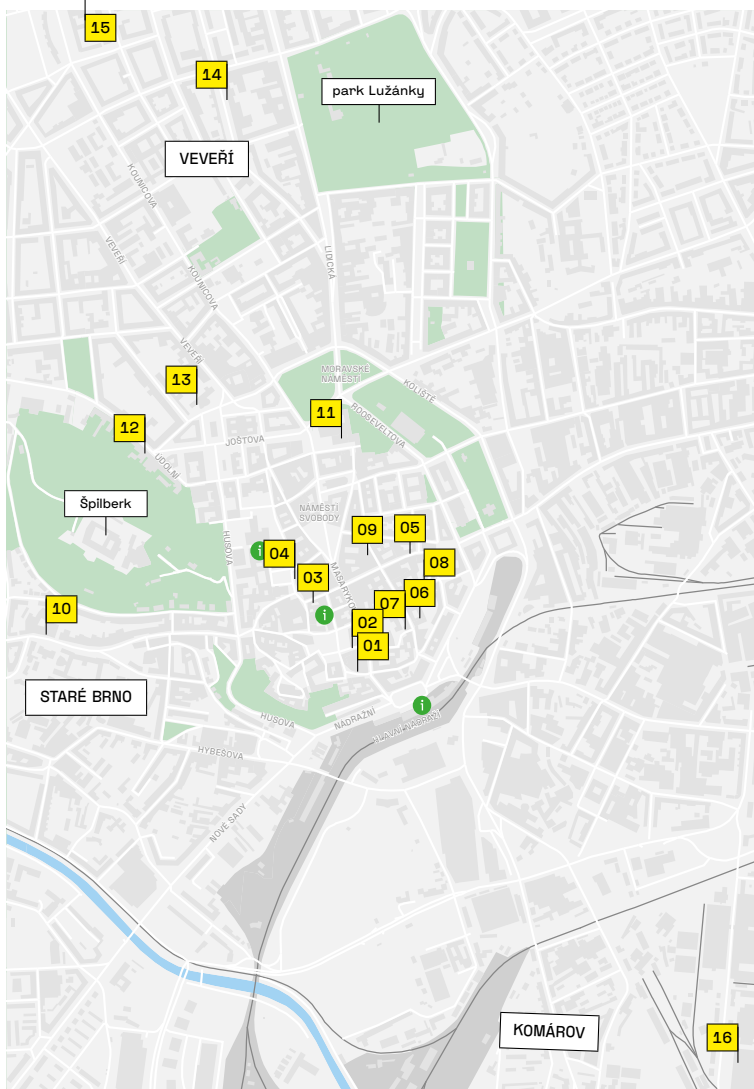 15
14
park Lužánky
VEVEŘÍ
KOUNICOVA
VEVEŘÍ
LIDICKÁ
KOUNICOVA
VEVEŘÍ
MORAVSKÉ
NÁMĚSTÍ
13
KOLIŠTĚ
11
ROOSEVELTOVA
12
JOŠTOVA
ÚDOLNÍ
Špilberk
NÁMĚSTÍ
SVOBODY
09
05
HUSOVA
i
04
08
03
MASARYKO
06
07
10
i
02
01
STARÉ BRNO
i
HUSOVA
NADRAŽNÍ
HLAVNÍ NÁDRAŽÍ
HYBEŠOVA
NOVÉ SADY
KOMÁROV
16